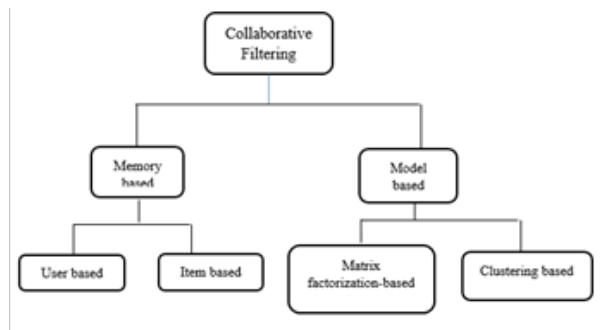 Collaborative
Filtering
Memory
based
Model
based
User based
Item based
Matrix
factorization-based
Clustering based